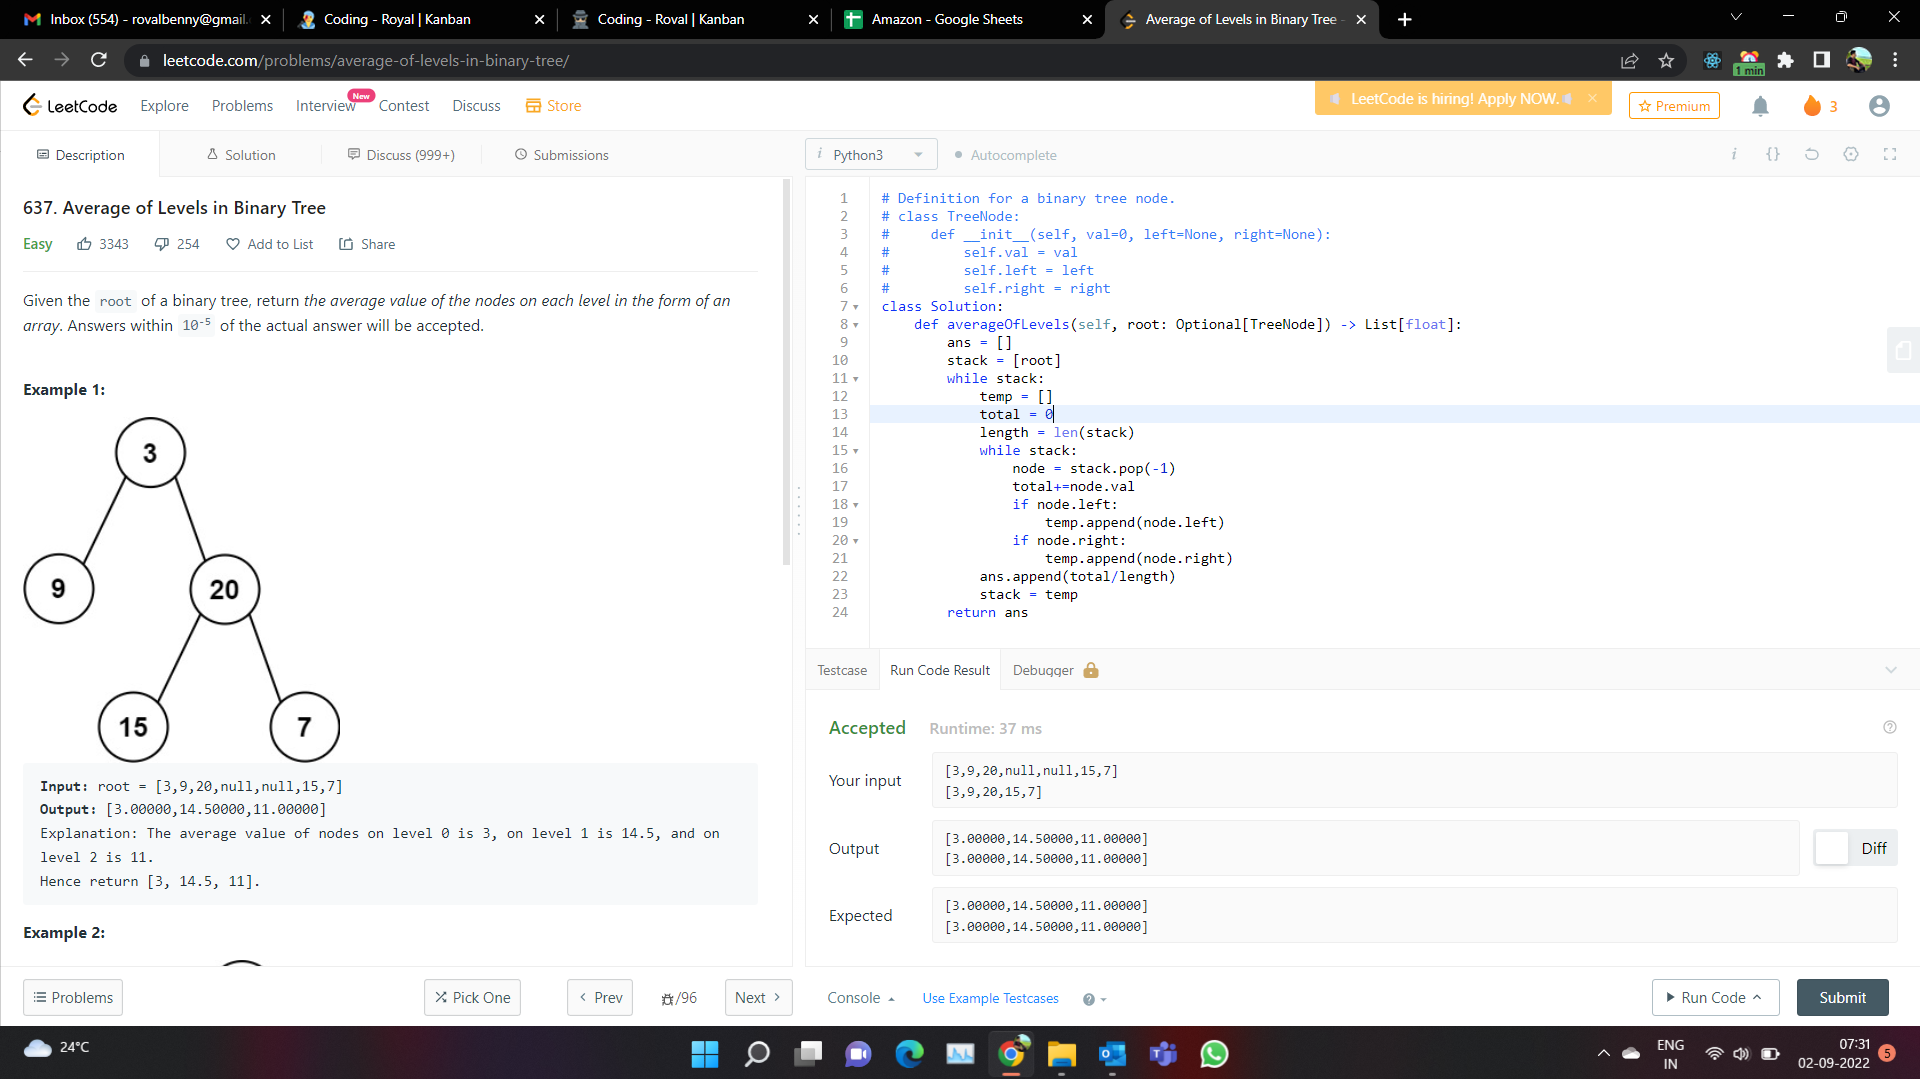 Inbox (554) - rovalbenny@gmail.
Coding - Royal | Kanban
Coding - Roval | Kanban
Amazon - Google Sheets
Average of Levels in Binary Tree
leetcode.com/problems/average-of-levels-in-binary-tree/
1 min
LeetCode
Explore
Problems
Interview
New
Contest
Discuss
Store
LeetCode is hiring! Apply NOW.
Premium
3
Description
Solution
Discuss (999+)
Submissions
637. Average of Levels in Binary Tree
Easy
3343
254
Add to List
Share
Given the root of a binary tree, return the average value of the nodes on each level in the form of an
array. Answers within 10-5 of the actual answer will be accepted.
Example 1:
3
9
20
15
7
Input: root = [3,9,20,null,null,15,7]
Output: [3.00000,14.50000,11.00000]
Explanation: The average value of nodes on level 0 is 3, on level 1 is 14.5, and on
level 2 is 11.
Hence return [3, 14.5, 11].
Example 2:
Problems
Pick One
Prev
/96
Next
i Python3
Autocomplete
i {}
1 # Definition for a binary tree node.
2 # class TreeNode:
3 #     def __init__(self, val=0, left=None, right=None):
4 #         self.val = val
5 #         self.left = left
6 #         self.right = right
7 class Solution:
8     def averageOfLevels(self, root: Optional[TreeNode]) -> List[float]:
9         ans = []
10         stack = [root]
11         while stack:
12             temp = []
13             total = 0
14             length = len(stack)
15             while stack:
16                 node = stack.pop(-1)
17                 total+=node.val
18                 if node.left:
19                     temp.append(node.left)
20                 if node.right:
21                     temp.append(node.right)
22             ans.append(total/length)
23             stack = temp
24         return ans
Testcase
Run Code Result
Debugger
Accepted
Runtime: 37 ms
Your input
[3,9,20,null,null,15,7]
[3,9,20,15,7]
Output
[3.00000,14.50000,11.00000]
[3.00000,14.50000,11.00000]
Diff
Expected
[3.00000,14.50000,11.00000]
[3.00000,14.50000,11.00000]
Console
Use Example Testcases
Run Code
Submit
24°C
ENG
IN
07:31
02-09-2022
5